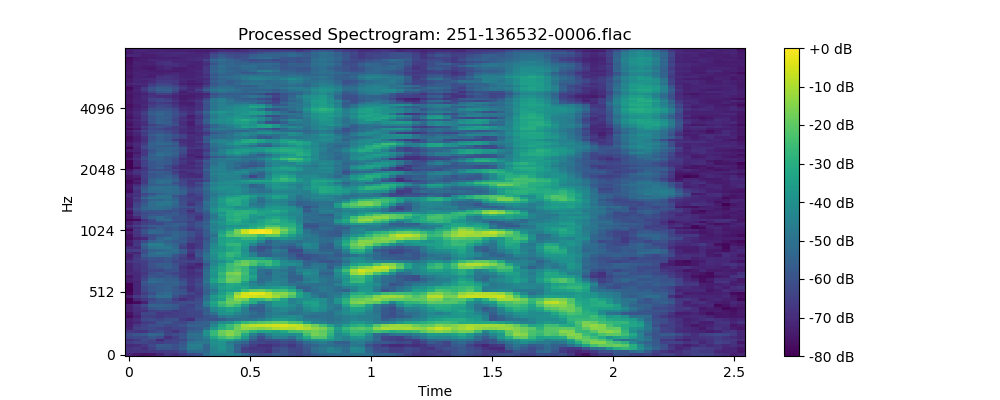 Processed Spectrogram: 251-136532-0006.flac
+0 dB
-10 dB
-20 dB
-30 dB
-40 dB
-50 dB
-60 dB
-70 dB
-80 dB
4096
2048
1024
512
0
Hz
0 0.5 1 1.5 2 2.5
Time